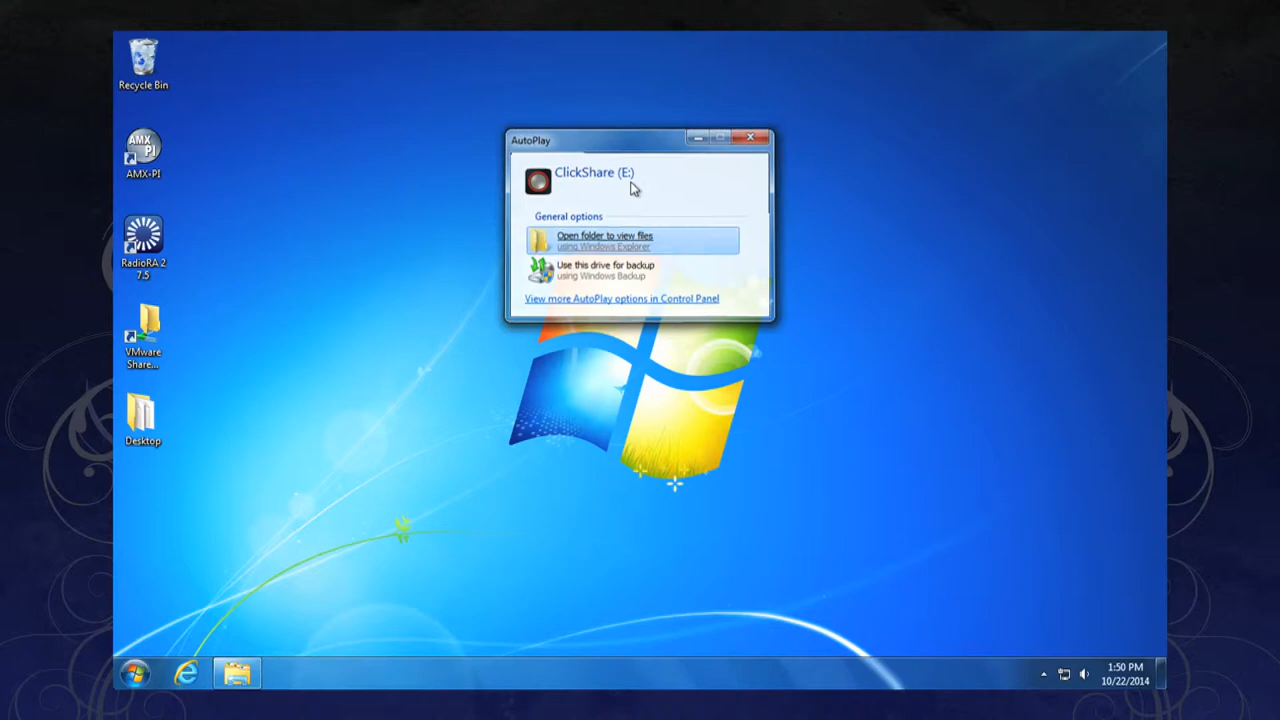 Recycle Bin
AMX PI
AMX-PI
RadioRA 2
7.5
VMware
Share...
Desktop
AutoPlay
ClickShare (E:)
General options
Open folder to view files
using Windows Explorer
Use this drive for backup
using Windows Backup
View more AutoPlay options in Control Panel
1:50 PM
10/22/2014